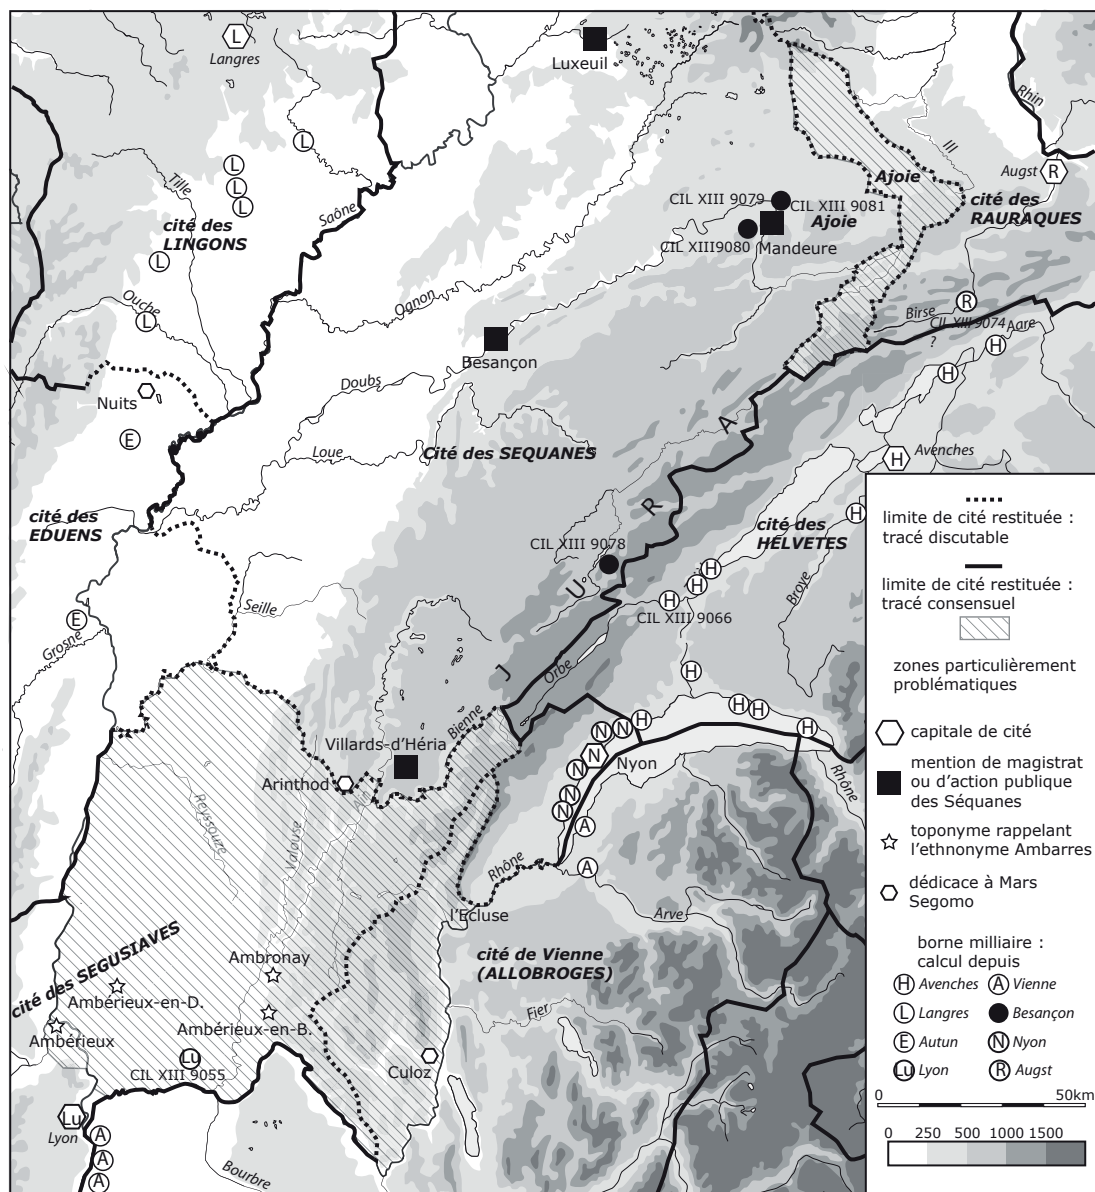 L
Langres
Luxeuil
Rhin
Ill
Augst
R
L
L
L
L
Tille
cité des
LINGONS
Saône
Ajoie
CIL XIII 9079
CIL XIII 9081
Ajoie
CIL XIII9080
Mandeure
cité des
RAURAQUES
L
Ouche
L
Ognon
Besançon
R
Birse
CIL XIII 9074
?
Aare
H
H
Nuits
E
Doubs
Loue
Cité des SEQUANES
H
Avenches
cité des
EDUENS
J U R A
CIL XIII 9078
cité des
HELVETES
H
H
H
H
CIL XIII 9066
Broye
E
Grosne
Seille
Orbe
H
H
H
H
Bienne
Villards-d'Héria
Arinthod
Ain
N
N
H
N
Nyon
N
N
N
A
A
Rhône
Rhône
Reyssouze
Valouse
l'Ecluse
Arve
cité de Vienne
(ALLOBROGES)
cité des SEGUSIAVES
Ambronay
Ambérieux-en-D.
Ambérieux-en-B.
Ambérieux
Fier
Lu
CIL XIII 9055
Culoz
Lu
Lyon
A
A
A
Bourbre
limite de cité restituée :
tracé discutable
limite de cité restituée :
tracé consensuel
zones particulièrement
problématiques
capitale de cité
mention de magistrat
ou d'action publique
des Séquanes
toponyme rappelant
l'ethnonyme Ambarres
dédicace à Mars
Segomo
borne milliaire :
calcul depuis
H Avenches A Vienne
L Langres Besançon
E Autun N Nyon
Lu Lyon R Augst
0 50km
0 250 500 1000 1500